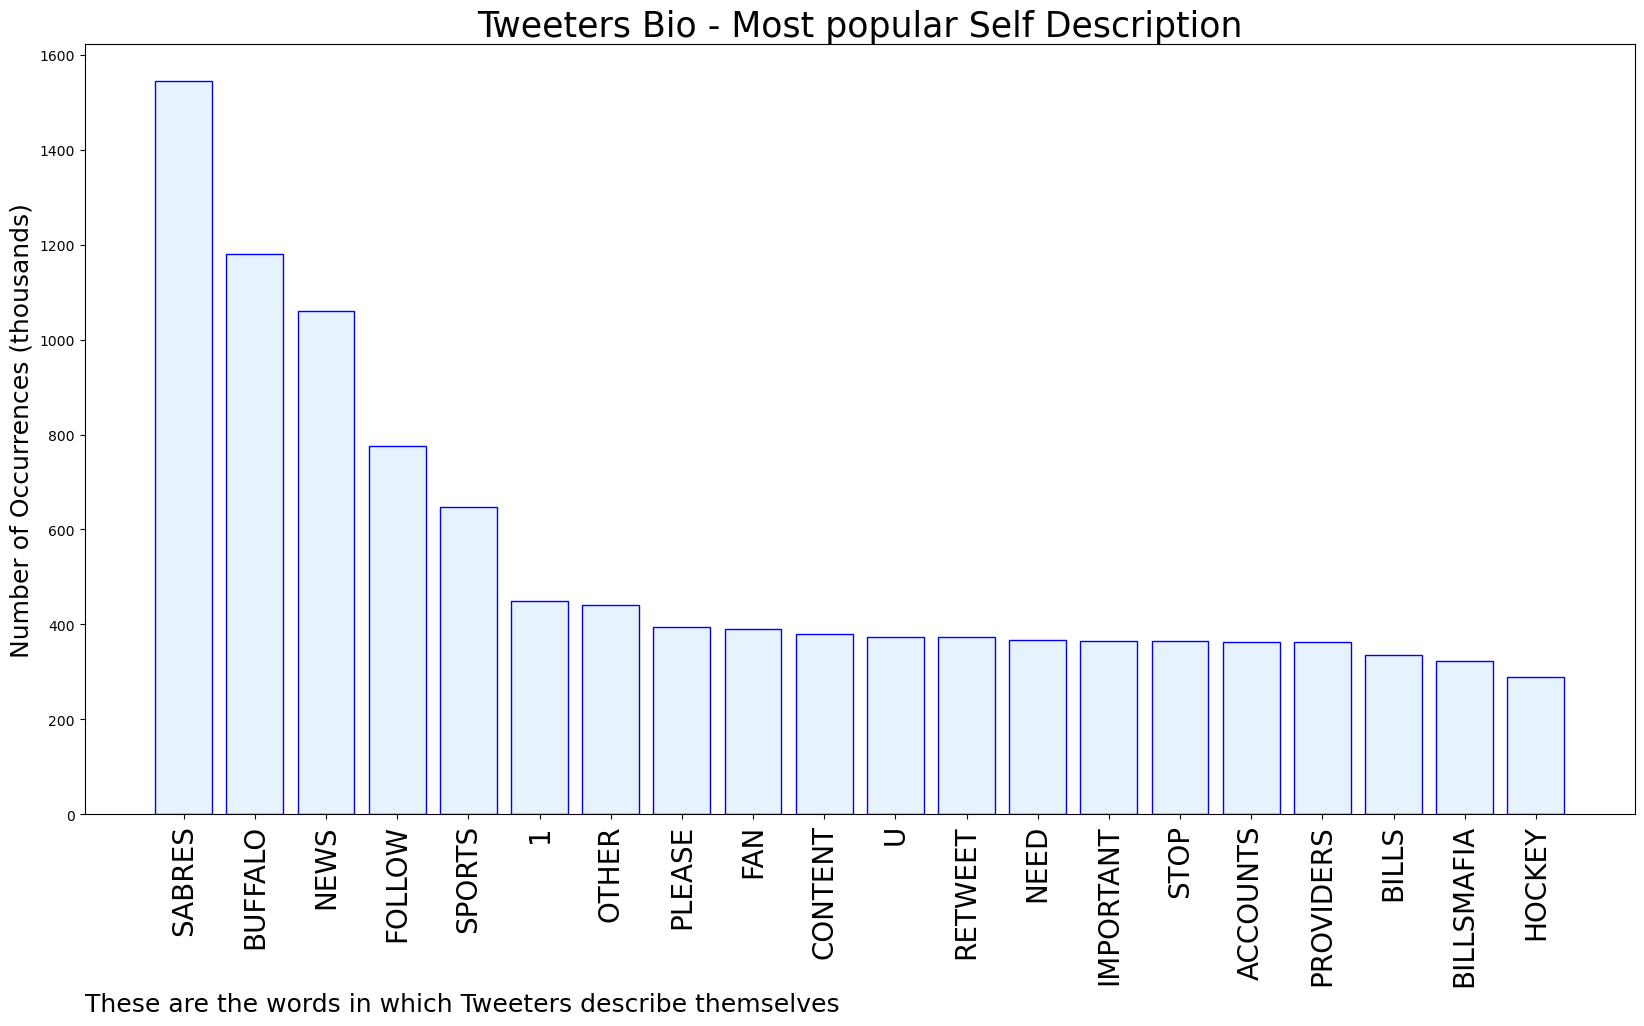 Tweeters Bio - Most popular Self Description
Number of Occurrences (thousands)
1600
1400
1200
1000
800
600
400
200
0
SABRES
BUFFALO
NEWS
FOLLOW
SPORTS
1
OTHER
PLEASE
FAN
CONTENT
U
RETWEET
NEED
IMPORTANT
STOP
ACCOUNTS
PROVIDERS
BILLS
BILLSMAFIA
HOCKEY
These are the words in which Tweeters describe themselves